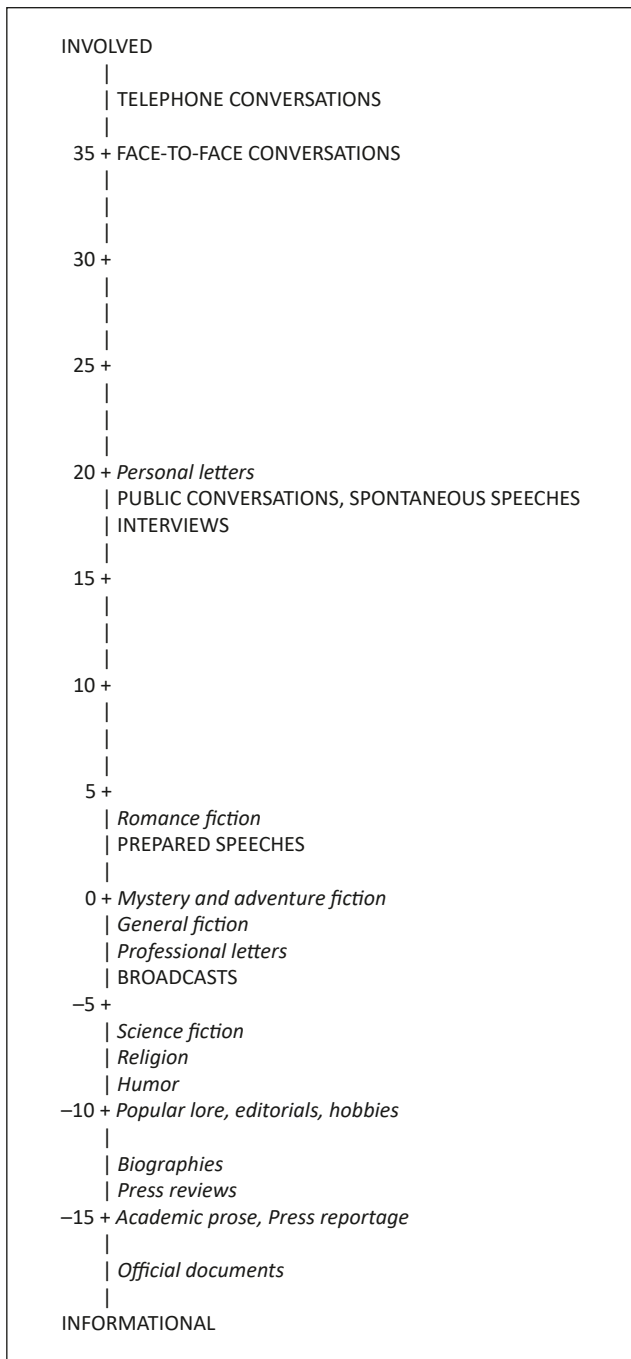 INVOLVED
|
| TELEPHONE CONVERSATIONS
|
35 + FACE-TO-FACE CONVERSATIONS
|
|
|
30 +
|
|
|
25 +
|
|
|
20 + Personal letters
| PUBLIC CONVERSATIONS, SPONTANEOUS SPEECHES
| INTERVIEWS
|
15 +
|
|
|
10 +
|
|
|
5 +
| Romance fiction
| PREPARED SPEECHES
|
0 + Mystery and adventure fiction
| General fiction
| Professional letters
| BROADCASTS
–5 +
| Science fiction
| Religion
| Humor
–10 + Popular lore, editorials, hobbies
|
| Biographies
| Press reviews
–15 + Academic prose, Press reportage
|
| Official documents
|
INFORMATIONAL